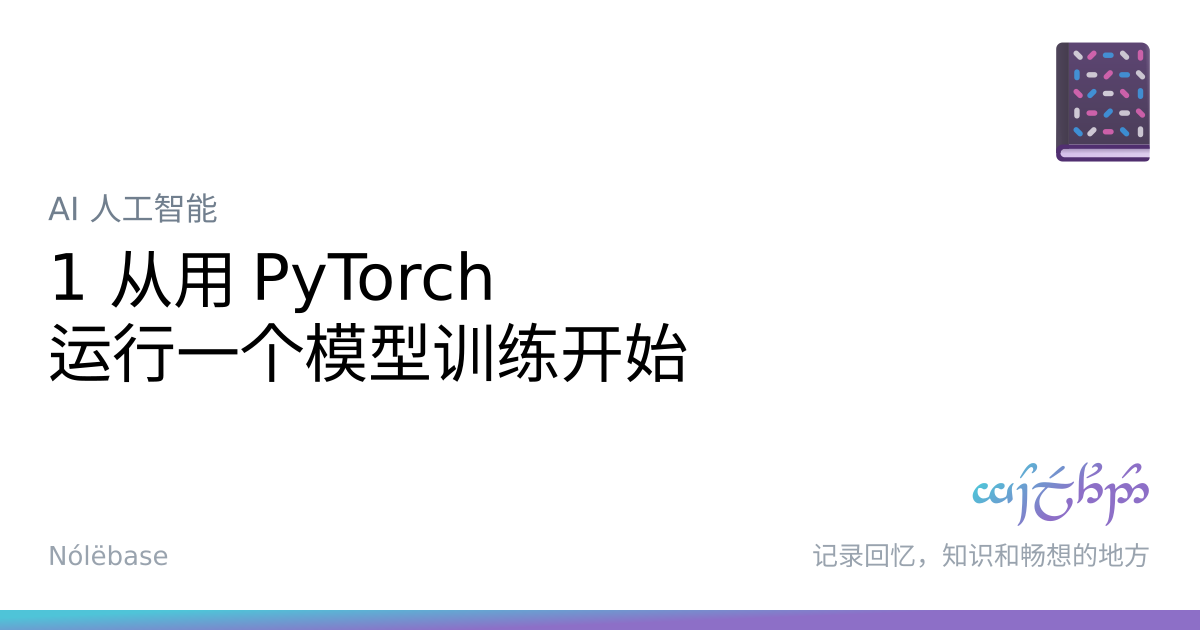 AI 人工智能
1 从用 PyTorch
运行一个模型训练开始
Nólëbase
记录回忆，知识和畅想的地方